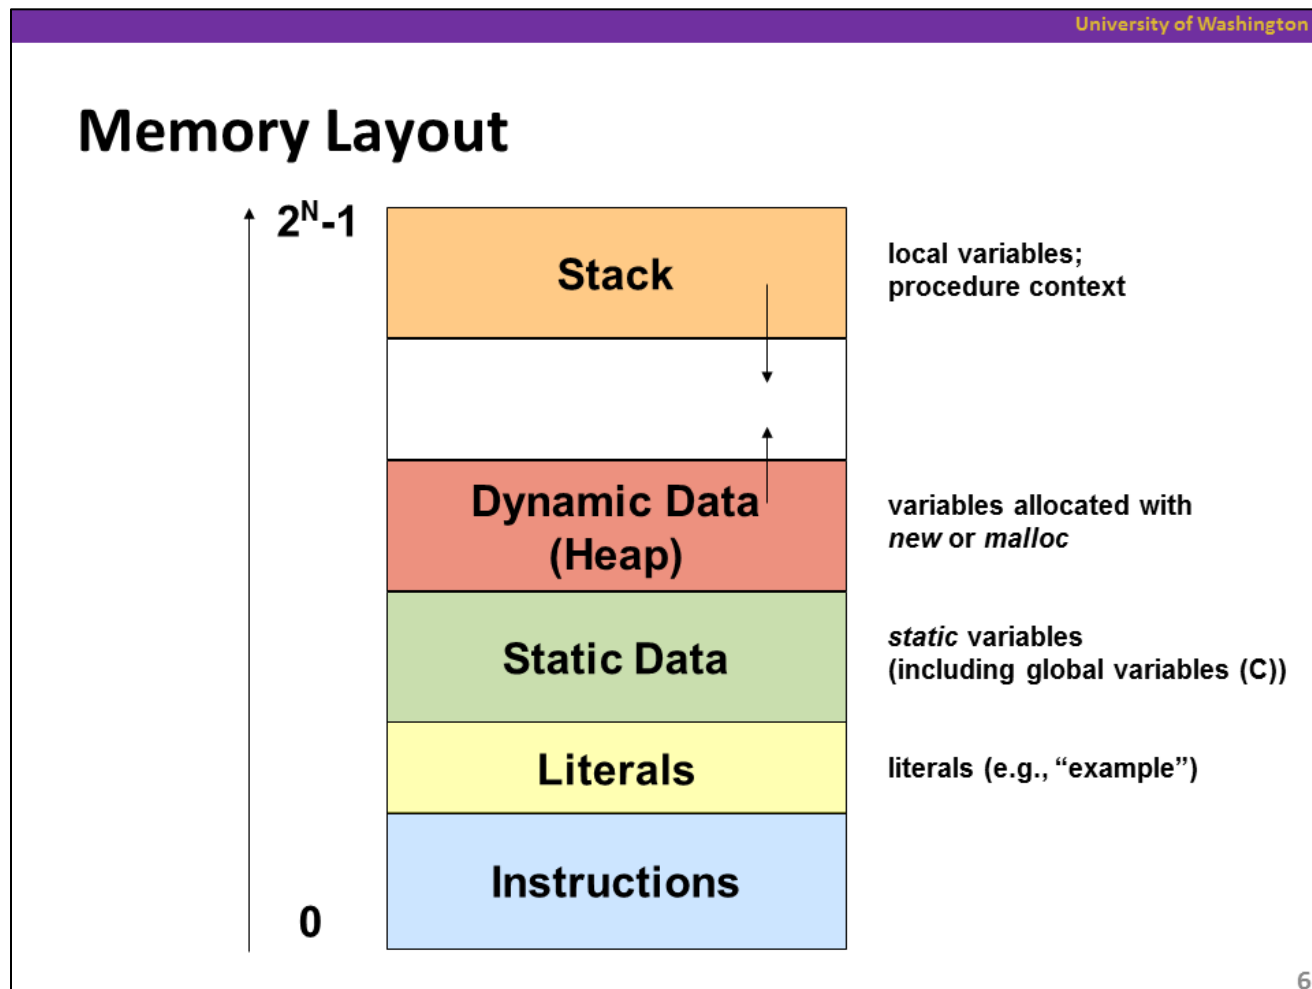 University of Washington
Memory Layout
2^N-1
Stack
local variables;
procedure context
Dynamic Data
(Heap)
variables allocated with
new or malloc
Static Data
static variables
(including global variables (C))
Literals
literals (e.g., “example”)
Instructions
0
6